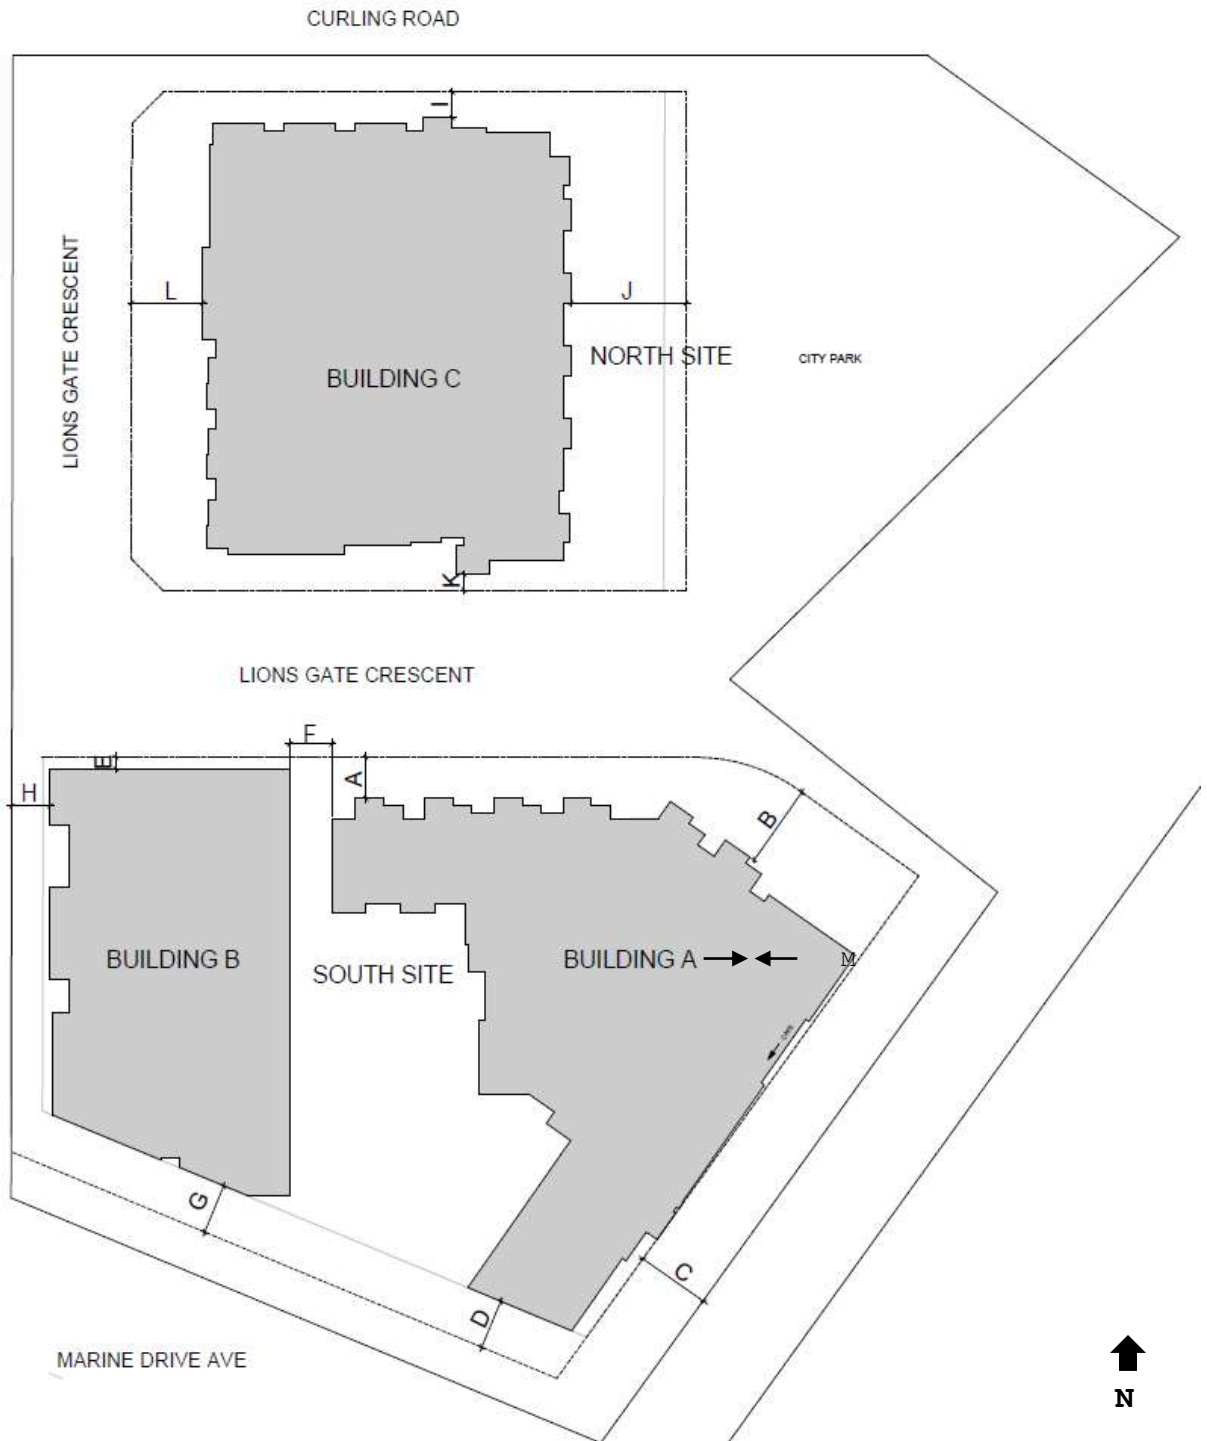 CURLING ROAD
I
LIONS GATE CRESCENT
L
J
NORTH SITE
CITY PARK
BUILDING C
K
LIONS GATE CRESCENT
F
E
A
H
B
BUILDING B
SOUTH SITE
BUILDING A
M
G
C
D
MARINE DRIVE AVE
N